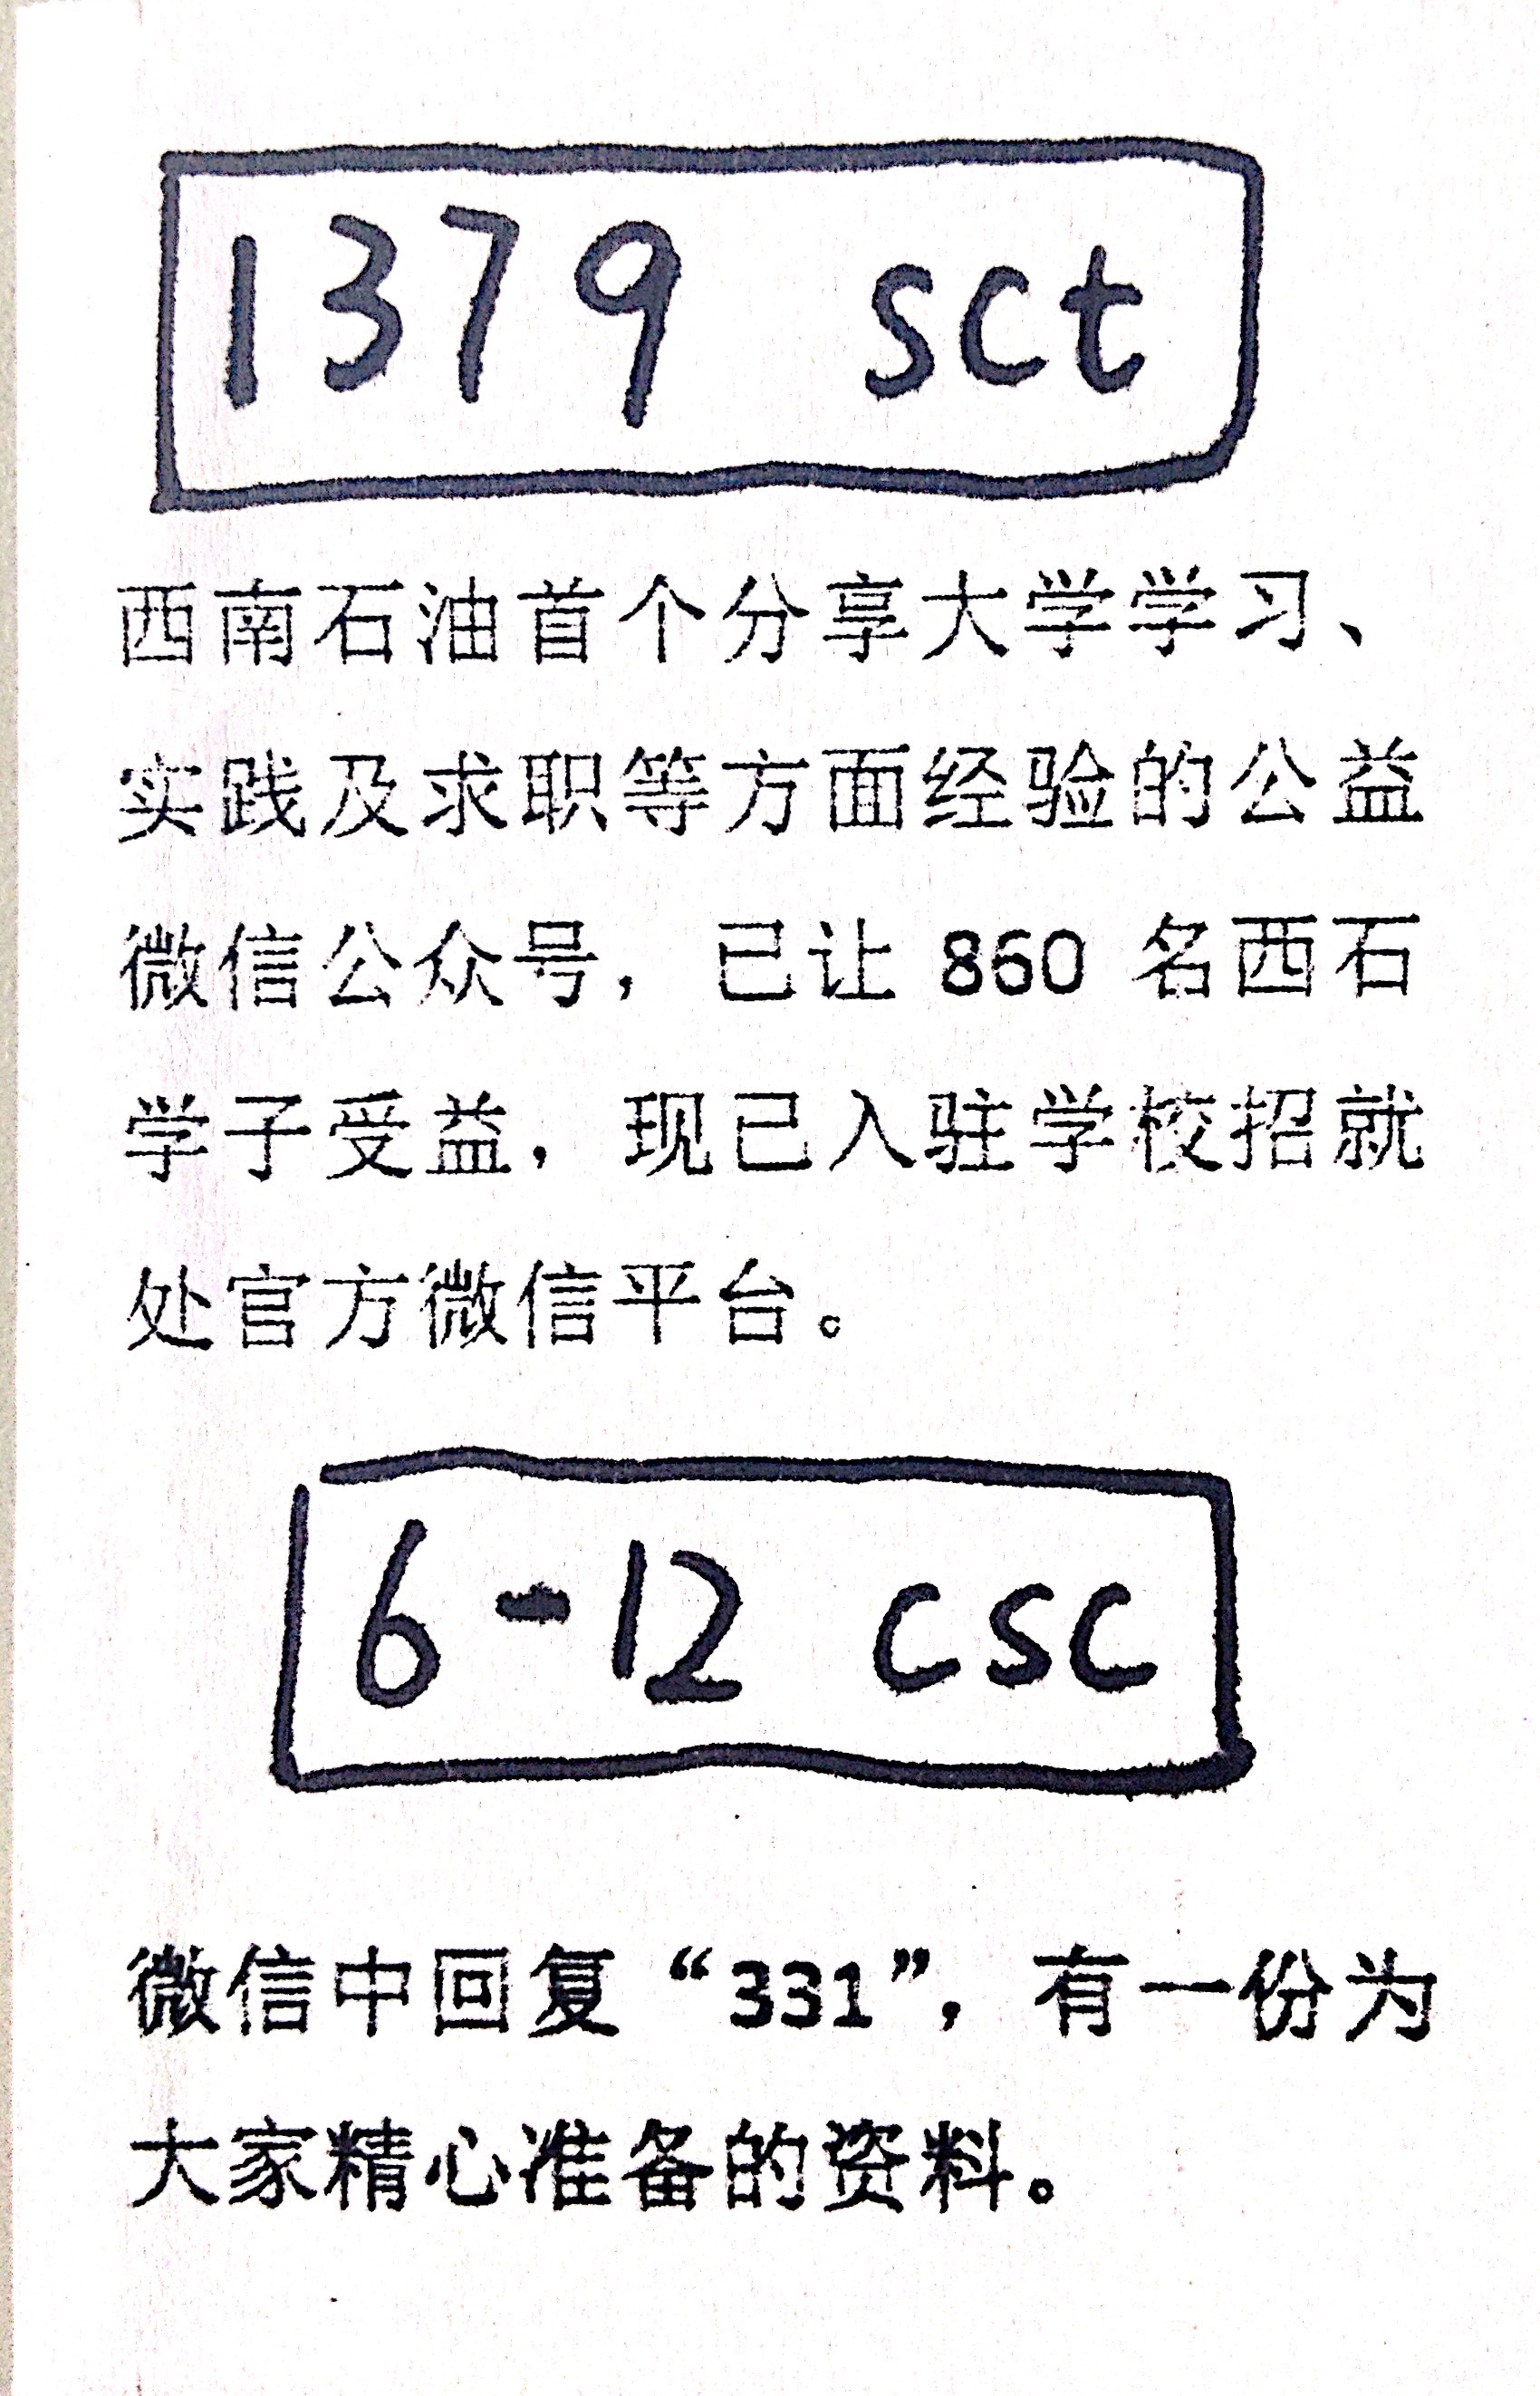 1379 sct
西南石油首个分享大学学习、
实践及求职等方面经验的公益
微信公众号，已让 860 名西石
学子受益，现已入驻学校招就
处官方微信平台。
6-12 csc
微信中回复“331”，有一份为
大家精心准备的资料。